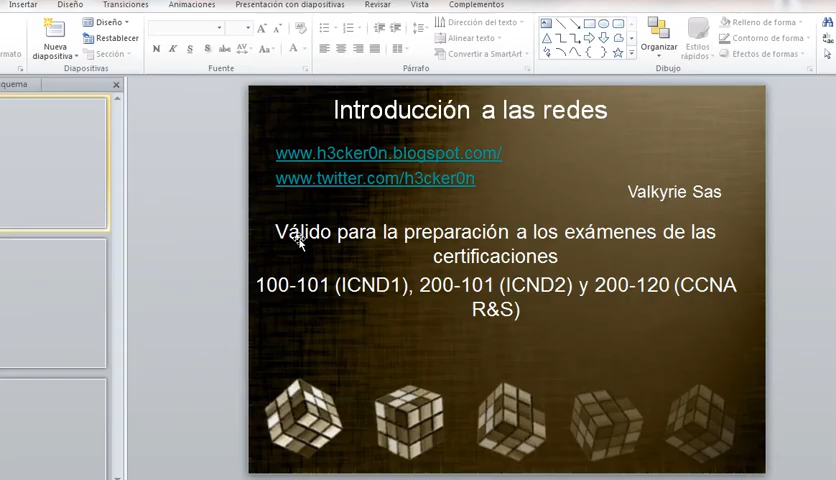 Insertar Diseño Transiciones Animaciones Presentación con diapositivas Revisar Vista Complementos
Diseño
Restablecer
Sección
Nueva
diapositiva
Diapositivas
Fuente
N K S abc AV Aa A
Párrafo
Dirección del texto
Alinear texto
Convertir a SmartArt
Organizar
Estilos
rápidos
Dibujo
Relleno de forma
Contorno de forma
Efectos de formas
Introducción a las redes
www.h3cker0n.blogspot.com/
www.twitter.com/h3cker0n
Valkyrie Sas
Válido para la preparación a los exámenes de las
certificaciones
100-101 (ICND1), 200-101 (ICND2) y 200-120 (CCNA
R&S)